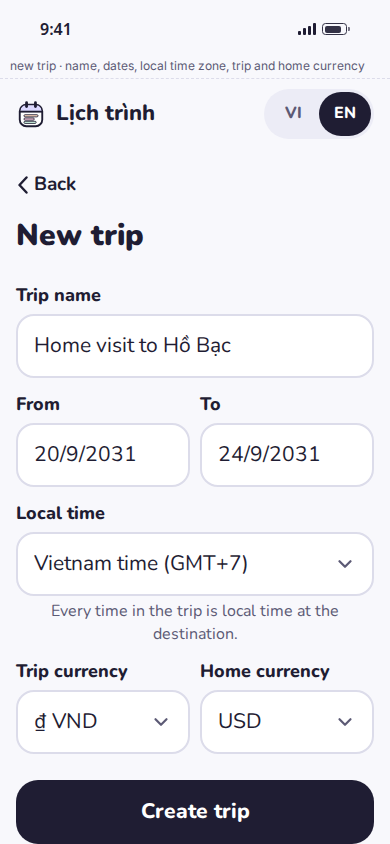 9:41
new trip · name, dates, local time zone, trip and home currency
Lịch trình
VI EN
Back
New trip
Trip name
Home visit to Hồ Bạc
From To
20/9/2031 24/9/2031
Local time
Vietnam time (GMT+7)
Every time in the trip is local time at the
destination.
Trip currency Home currency
₫ VND USD
Create trip